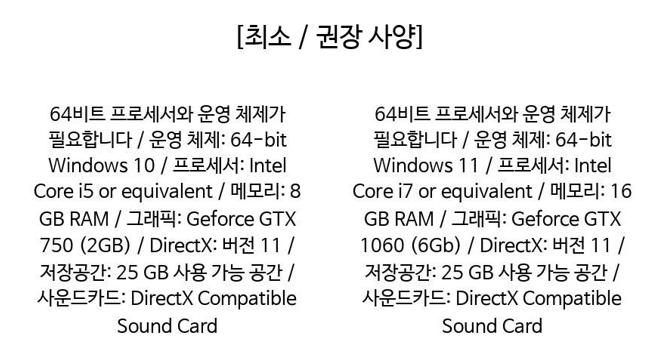 [최소 / 권장 사양]
64비트 프로세서와 운영 체제가
필요합니다 / 운영 체제: 64-bit
Windows 10 / 프로세서: Intel
Core i5 or equivalent / 메모리: 8
GB RAM / 그래픽: Geforce GTX
750 (2GB) / DirectX: 버전 11 /
저장공간: 25 GB 사용 가능 공간 /
사운드카드: DirectX Compatible
Sound Card
64비트 프로세서와 운영 체제가
필요합니다 / 운영 체제: 64-bit
Windows 11 / 프로세서: Intel
Core i7 or equivalent / 메모리: 16
GB RAM / 그래픽: Geforce GTX
1060 (6Gb) / DirectX: 버전 11 /
저장공간: 25 GB 사용 가능 공간 /
사운드카드: DirectX Compatible
Sound Card